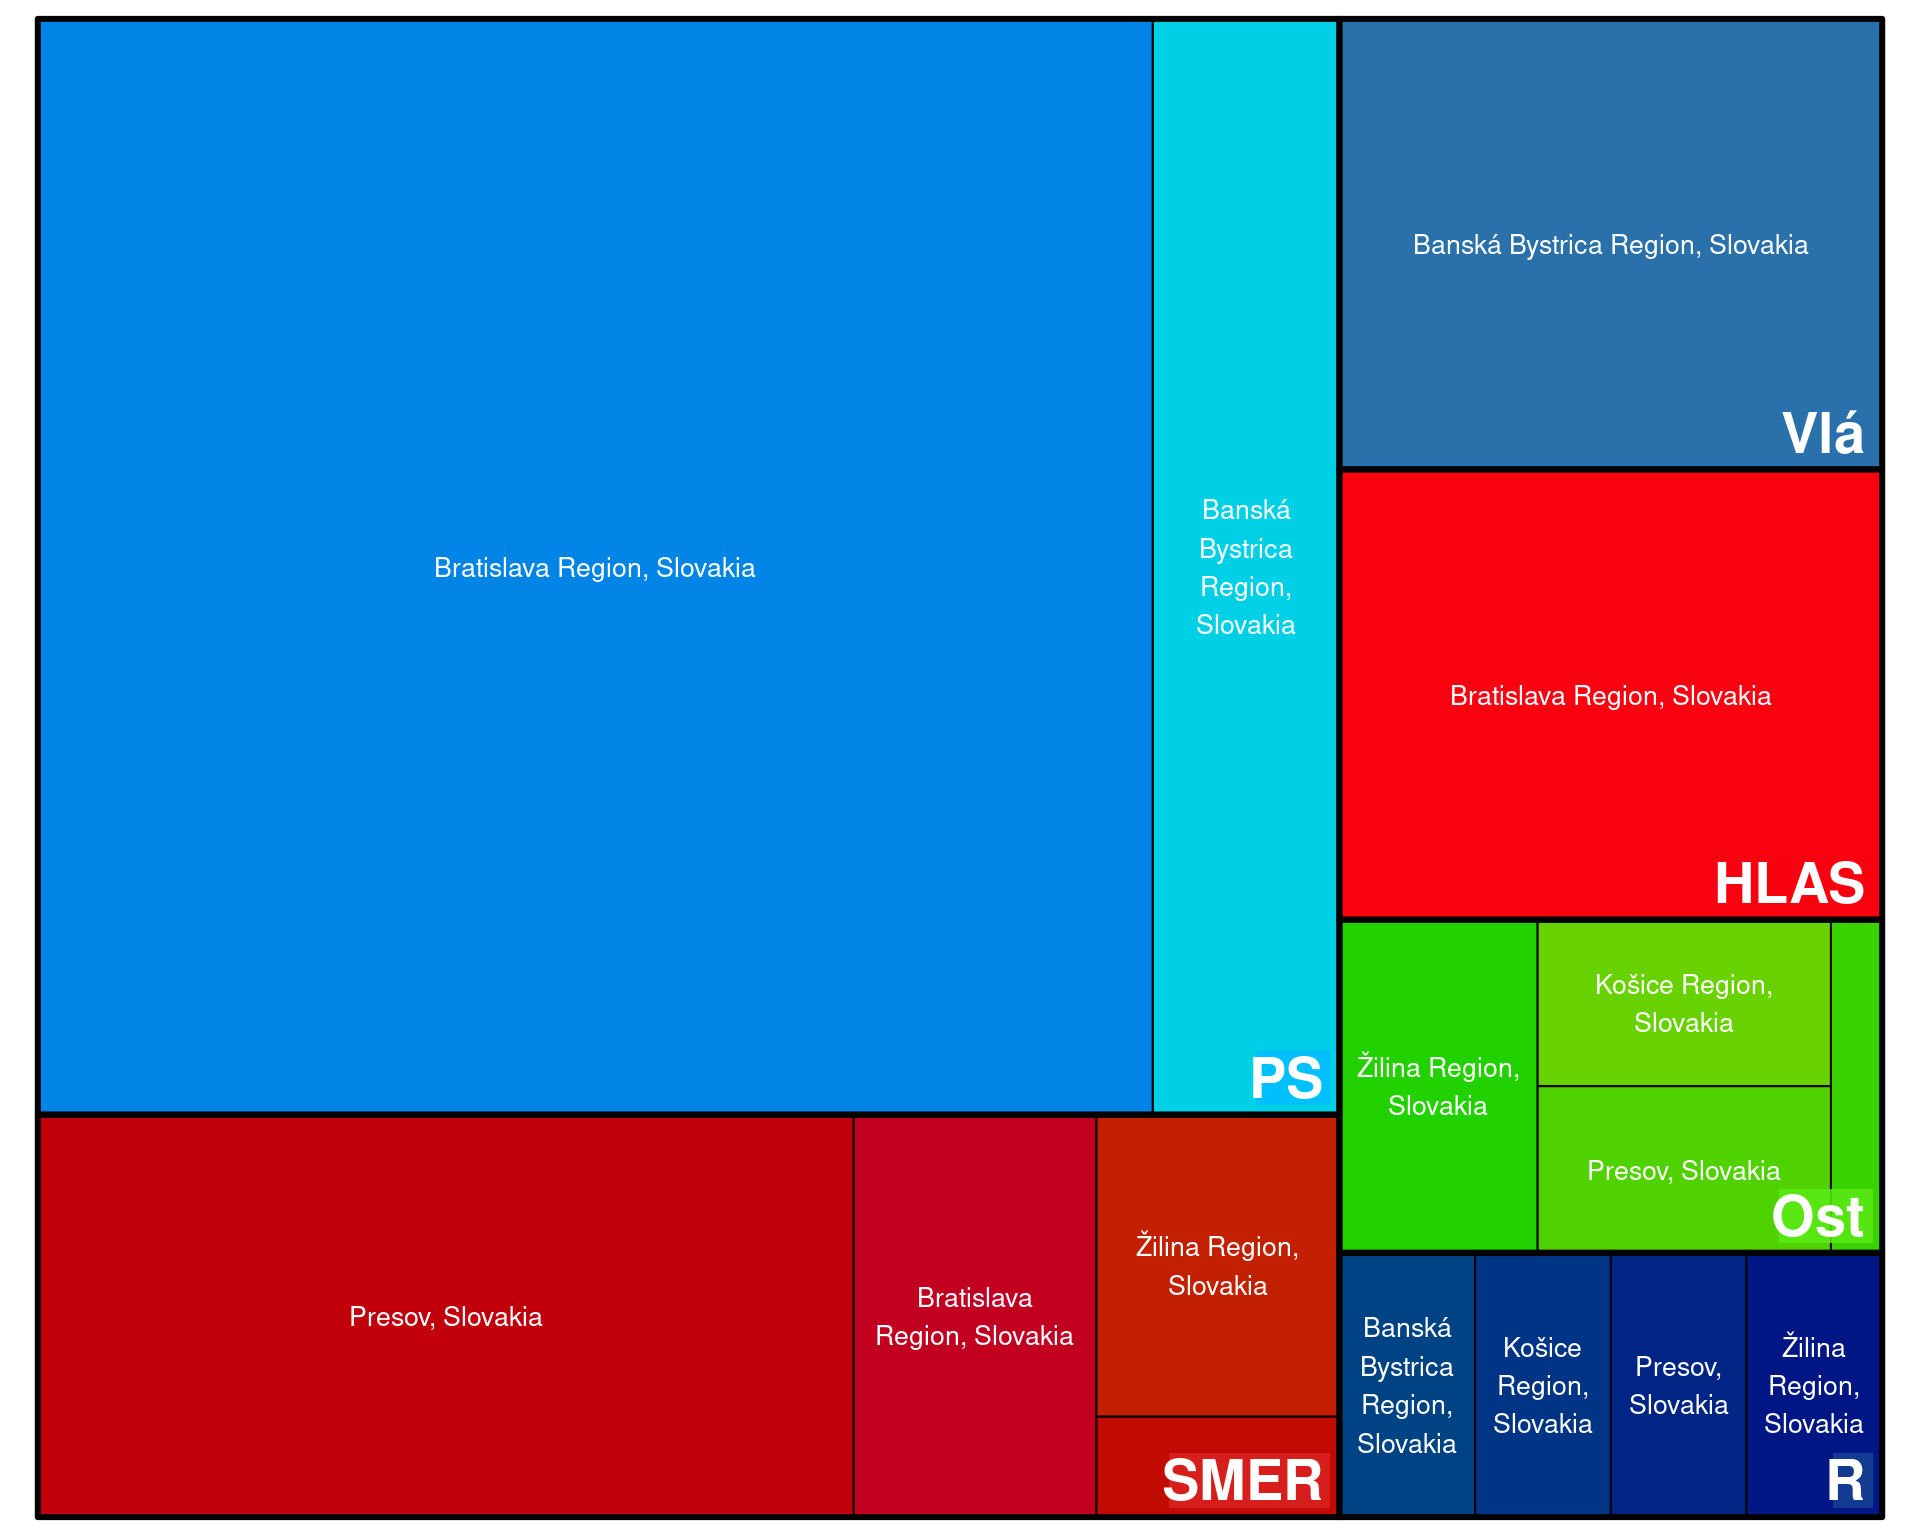 Bratislava Region, Slovakia
Banská
Bystrica
Region,
Slovakia
PS
Presov, Slovakia
Bratislava
Region, Slovakia
Žilina Region,
Slovakia
SMER
Banská Bystrica Region, Slovakia
Vlá
Bratislava Region, Slovakia
HLAS
Žilina Region,
Slovakia
Košice Region,
Slovakia
Presov, Slovakia
Ost
Banská
Bystrica
Region,
Slovakia
Košice
Region,
Slovakia
Presov,
Slovakia
Žilina
Region,
Slovakia
R